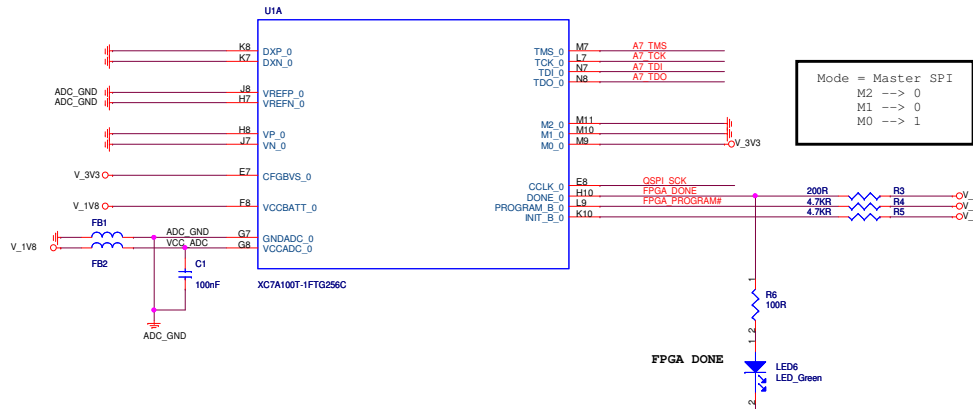 U1A
K8 DXP_0
K7 DXN_0
ADC_GND J8 VREFP_0
ADC_GND H7 VREFN_0
H8 VP_0
J7 VN_0
V_3V3 E7 CFGBVS_0
V_1V8 F8 VCCBATT_0
FB1 ADC_GND G7 GNDADC_0
V_1V8 VCC_ADC G8 VCCADC_0
FB2 C1
100nF
ADC_GND
XC7A100T-1FTG256C
TMS_0 M7 A7_TMS
TCK_0 L7 A7_TCK
TDI_0 N7 A7_TDI
TDO_0 N8 A7_TDO
M2_0 M11
M1_0 M10
M0_0 M9 V_3V3
CCLK_0 E8 QSPI_SCK
DONE_0 H10 FPGA_DONE 200R R3 V_
PROGRAM_B_0 L9 FPGA_PROGRAM# 4.7KR R4 V_
INIT_B_0 K10 4.7KR R5 V_
Mode = Master SPI
M2 --> 0
M1 --> 0
M0 --> 1
1
R6
100R
2
1
FPGA DONE
LED6
LED_Green
2